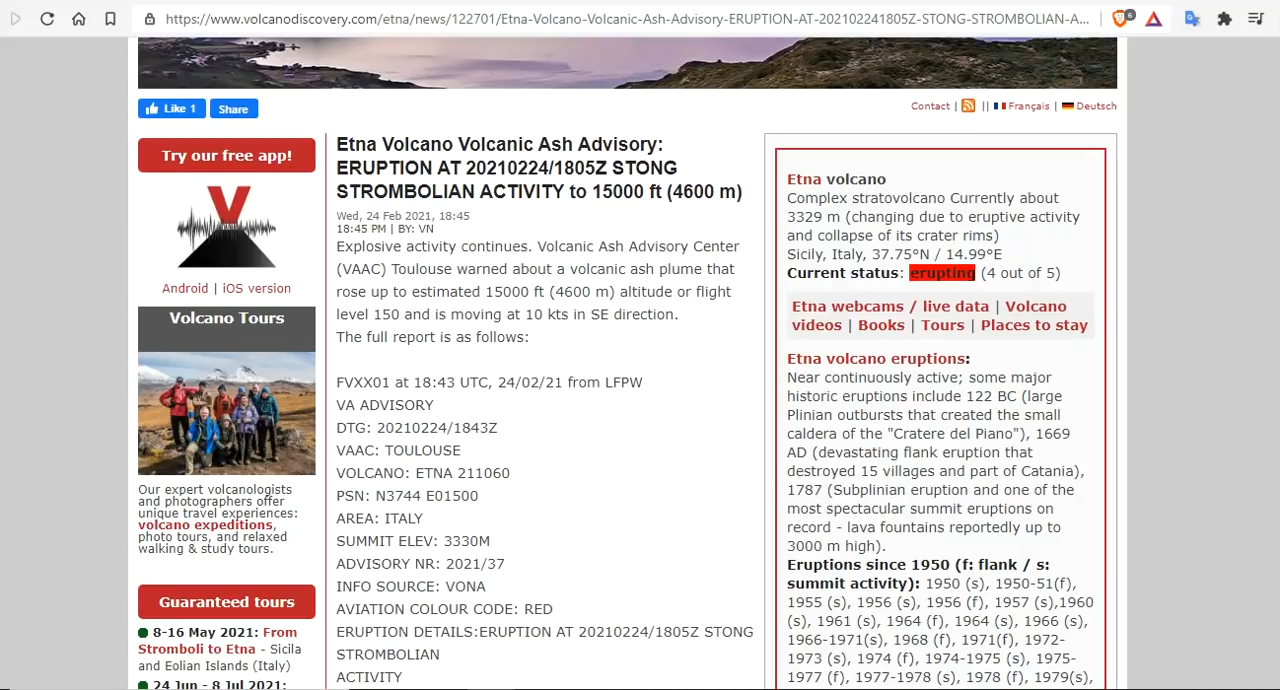 https://www.volcanodiscovery.com/etna/news/122701/Etna-Volcano-Volcanic-Ash-Advisory-ERUPTION-AT-202102241805Z-STONG-STROMBOLIAN-A...
6
Like 1
Share
Contact | || Français | Deutsch
Try our free app!
V
Android | iOS version
Volcano Tours
Our expert volcanologists
and photographers offer
unique travel experiences:
volcano expeditions,
photo tours, and relaxed
walking & study tours.
Guaranteed tours
8-16 May 2021: From
Stromboli to Etna - Sicila
and Eolian Islands (Italy)
24 Jun - 8 Jul 2021:
Etna Volcano Volcanic Ash Advisory:
ERUPTION AT 20210224/1805Z STONG
STROMBOLIAN ACTIVITY to 15000 ft (4600 m)
Wed, 24 Feb 2021, 18:45
18:45 PM | BY: VN
Explosive activity continues. Volcanic Ash Advisory Center
(VAAC) Toulouse warned about a volcanic ash plume that
rose up to estimated 15000 ft (4600 m) altitude or flight
level 150 and is moving at 10 kts in SE direction.
The full report is as follows:
FVXX01 at 18:43 UTC, 24/02/21 from LFPW
VA ADVISORY
DTG: 20210224/1843Z
VAAC: TOULOUSE
VOLCANO: ETNA 211060
PSN: N3744 E01500
AREA: ITALY
SUMMIT ELEV: 3330M
ADVISORY NR: 2021/37
INFO SOURCE: VONA
AVIATION COLOUR CODE: RED
ERUPTION DETAILS:ERUPTION AT 20210224/1805Z STONG
STROMBOLIAN
ACTIVITY
Etna volcano
Complex stratovolcano Currently about
3329 m (changing due to eruptive activity
and collapse of its crater rims)
Sicily, Italy, 37.75°N / 14.99°E
Current status: erupting (4 out of 5)
Etna webcams / live data | Volcano
videos | Books | Tours | Places to stay
Etna volcano eruptions:
Near continuously active; some major
historic eruptions include 122 BC (large
Plinian outbursts that created the small
caldera of the "Cratere del Piano"), 1669
AD (devastating flank eruption that
destroyed 15 villages and part of Catania),
1787 (Subplinian eruption and one of the
most spectacular summit eruptions on
record - lava fountains reportedly up to
3000 m high).
Eruptions since 1950 (f: flank / s:
summit activity): 1950 (s), 1950-51(f),
1955 (s), 1956 (s), 1956 (f), 1957 (s),1960
(s), 1961 (s), 1964 (f), 1964 (s), 1966 (s),
1966-1971(s), 1968 (f), 1971(f), 1972-
1973 (s), 1974 (f), 1974-1975 (s), 1975-
1977 (f), 1977-1978 (s), 1978 (f), 1979(s),